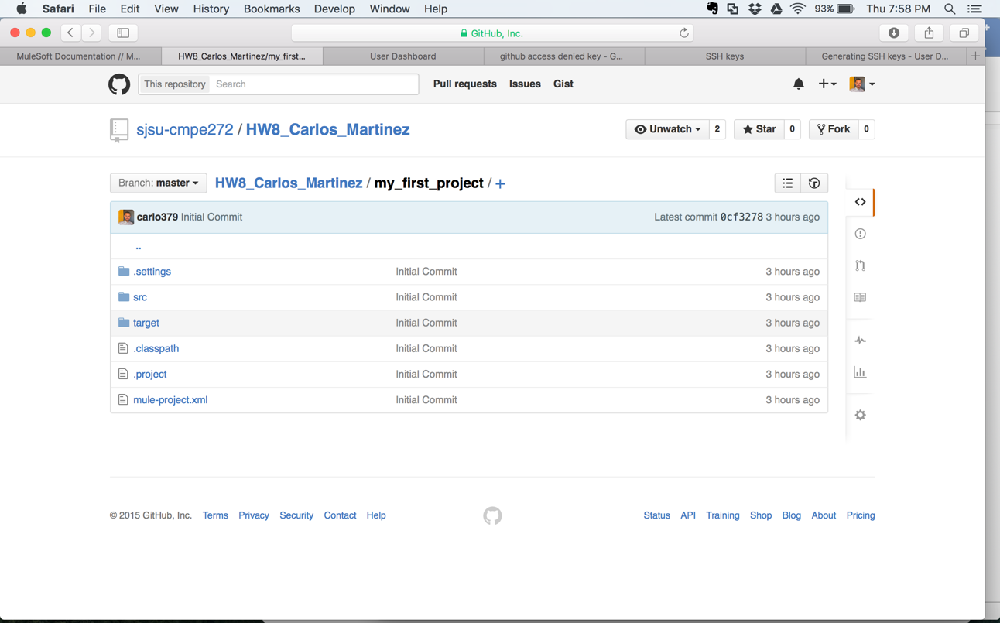 Safari File Edit View History Bookmarks Develop Window Help 93% Thu 7:58 PM
GitHub, Inc.
MuleSoft Documentation // M... HW8_Carlos_Martinez/my_first... User Dashboard github access denied key - G... SSH keys Generating SSH keys - User D...
This repository Search Pull requests Issues Gist
sjsu-cmpe272 / HW8_Carlos_Martinez Unwatch 2 Star 0 Fork 0
Branch: master HW8_Carlos_Martinez / my_first_project / +
carlo379 Initial Commit Latest commit 0cf3278 3 hours ago
..
.settings Initial Commit 3 hours ago
src Initial Commit 3 hours ago
target Initial Commit 3 hours ago
.classpath Initial Commit 3 hours ago
.project Initial Commit 3 hours ago
mule-project.xml Initial Commit 3 hours ago
© 2015 GitHub, Inc. Terms Privacy Security Contact Help Status API Training Shop Blog About Pricing